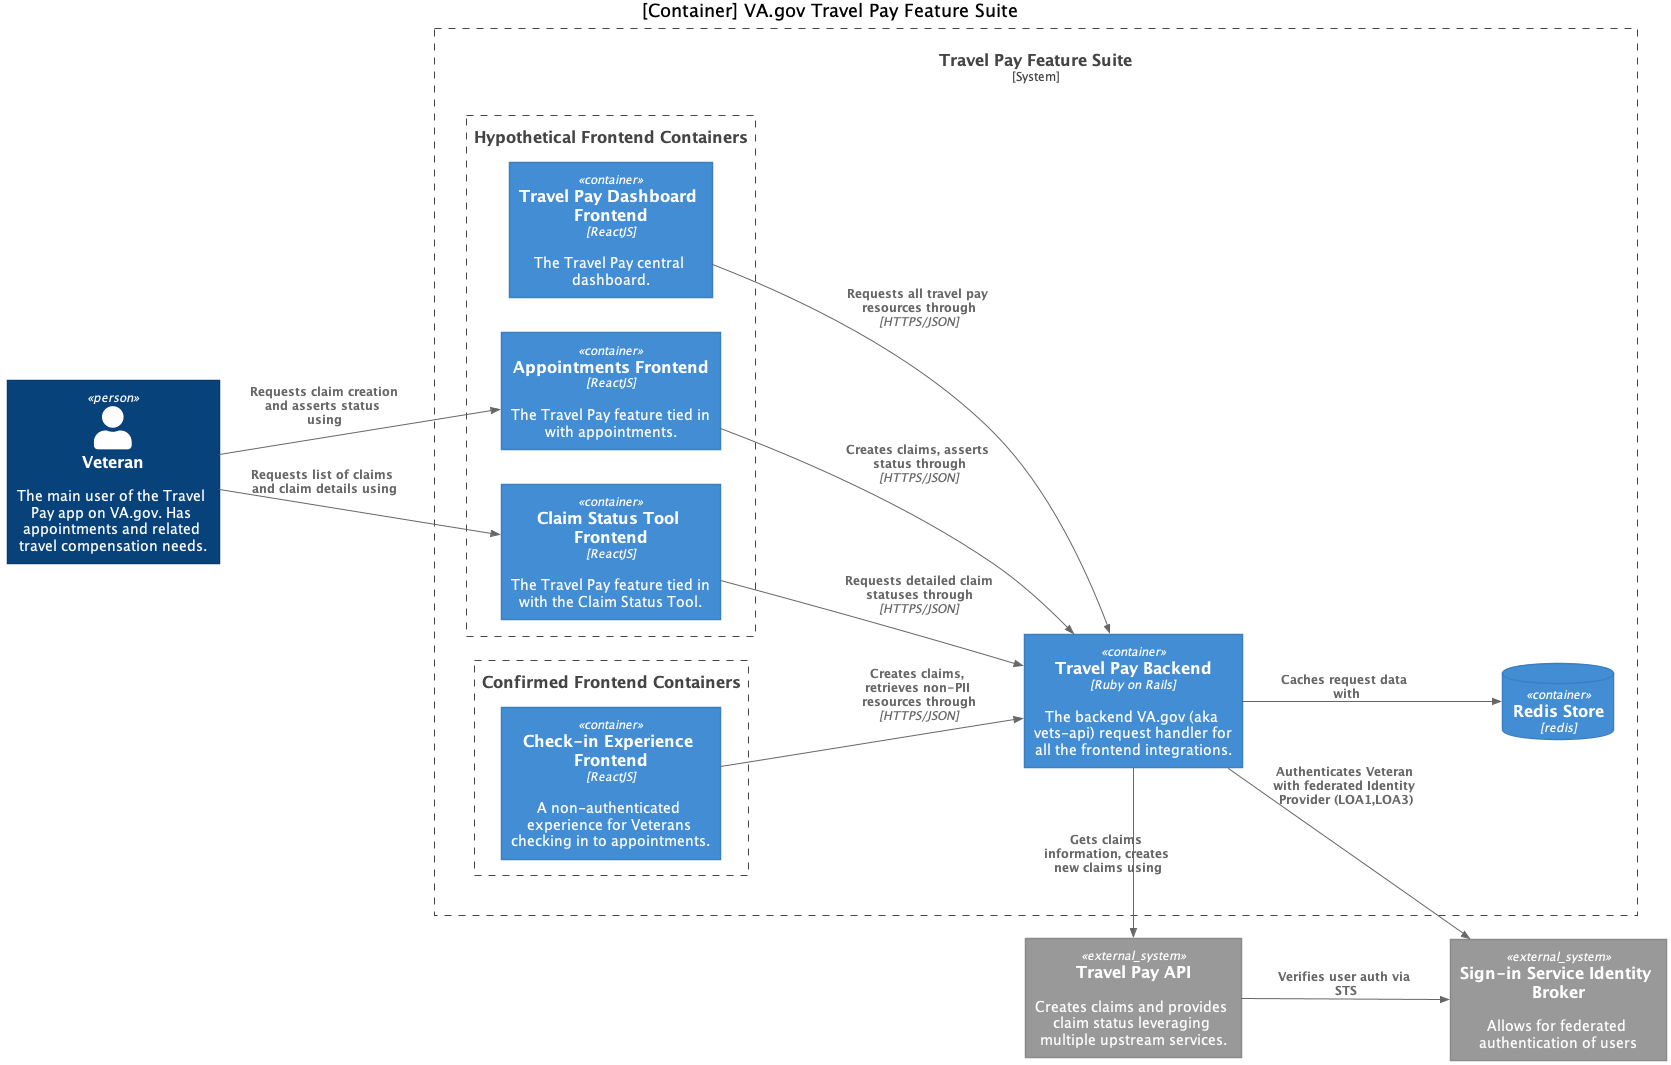 [Container] VA.gov Travel Pay Feature Suite
Travel Pay Feature Suite
[System]
Hypothetical Frontend Containers
«container»
Travel Pay Dashboard
Frontend
[ReactJS]
The Travel Pay central
dashboard.
Requests all travel pay
resources through
[HTTPS/JSON]
«container»
Appointments Frontend
[ReactJS]
The Travel Pay feature tied in
with appointments.
«person»
Veteran
The main user of the Travel
Pay app on VA.gov. Has
appointments and related
travel compensation needs.
Requests claim creation
and asserts status
using
Requests list of claims
and claim details using
Creates claims, asserts
status through
[HTTPS/JSON]
«container»
Claim Status Tool
Frontend
[ReactJS]
The Travel Pay feature tied in
with the Claim Status Tool.
Requests detailed claim
statuses through
[HTTPS/JSON]
Confirmed Frontend Containers
«container»
Check-in Experience
Frontend
[ReactJS]
A non-authenticated
experience for Veterans
checking in to appointments.
Creates claims,
retrieves non-PII
resources through
[HTTPS/JSON]
«container»
Travel Pay Backend
[Ruby on Rails]
The backend VA.gov (aka
vets-api) request handler for
all the frontend integrations.
Caches request data
with
«container»
Redis Store
[redis]
Authenticates Veteran
with federated Identity
Provider (LOA1,LOA3)
Gets claims
information, creates
new claims using
«external_system»
Travel Pay API
Creates claims and provides
claim status leveraging
multiple upstream services.
Verifies user auth via
STS
«external_system»
Sign-in Service Identity
Broker
Allows for federated
authentication of users